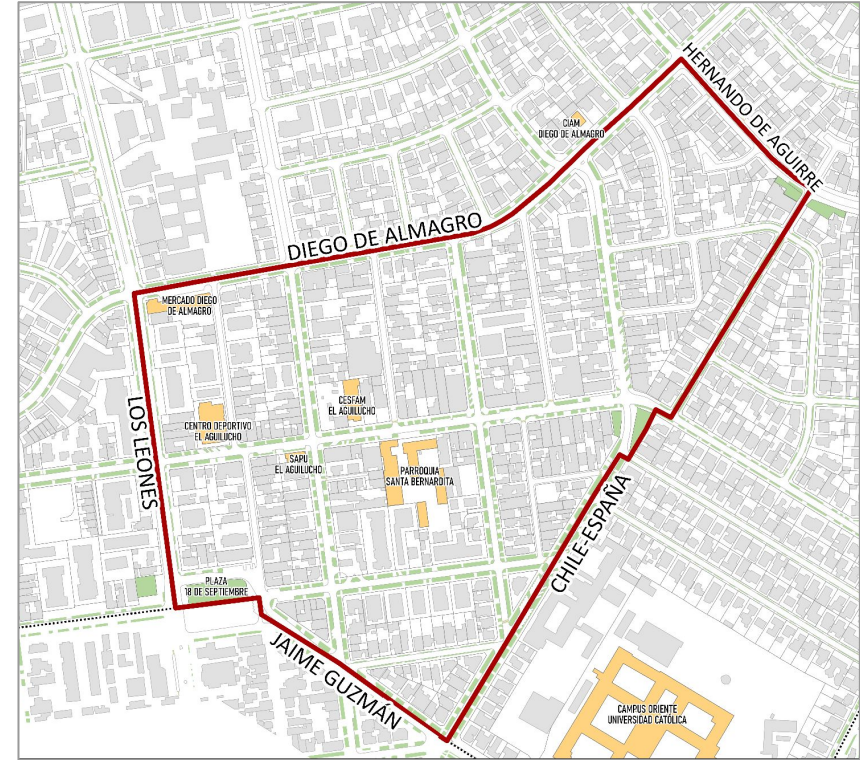 HERNANDO DE AGUIRRE
CIAM
DIEGO DE ALMAGRO
DIEGO DE ALMAGRO
MERCADO DIEGO
DE ALMAGRO
LOS LEONES
CESFAM
EL AGUILUCHO
CENTRO DEPORTIVO
EL AGUILUCHO
SAPU
EL AGUILUCHO
PARROQUIA
SANTA BERNARDITA
CHILE-ESPAÑA
PLAZA
18 DE SEPTIEMBRE
JAIME GUZMÁN
CAMPUS ORIENTE
UNIVERSIDAD CATÓLICA